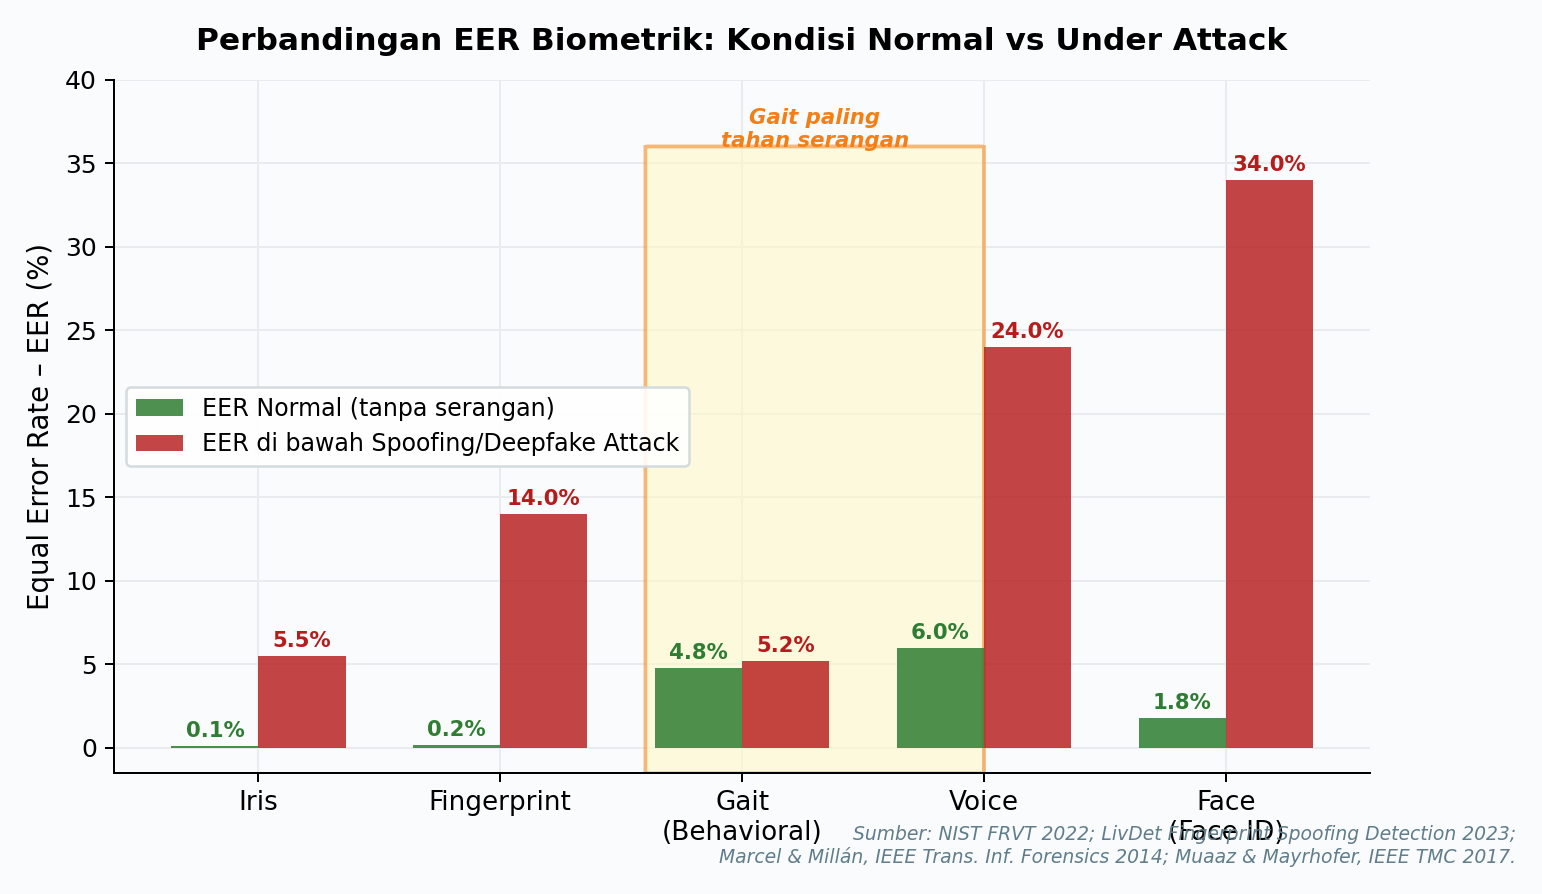 Perbandingan EER Biometrik: Kondisi Normal vs Under Attack
Equal Error Rate – EER (%)
40
35
30
25
20
15
10
5
0
Gait paling
tahan serangan
EER Normal (tanpa serangan)
EER di bawah Spoofing/Deepfake Attack
0.1%
5.5%
0.2%
14.0%
4.8%
5.2%
6.0%
24.0%
1.8%
34.0%
Iris
Fingerprint
Gait
(Behavioral)
Voice
Face
(Face ID)
Sumber: NIST FRVT 2022; LivDet Fingerprint Spoofing Detection 2023;
Marcel & Millán, IEEE Trans. Inf. Forensics 2014; Muaaz & Mayrhofer, IEEE TMC 2017.